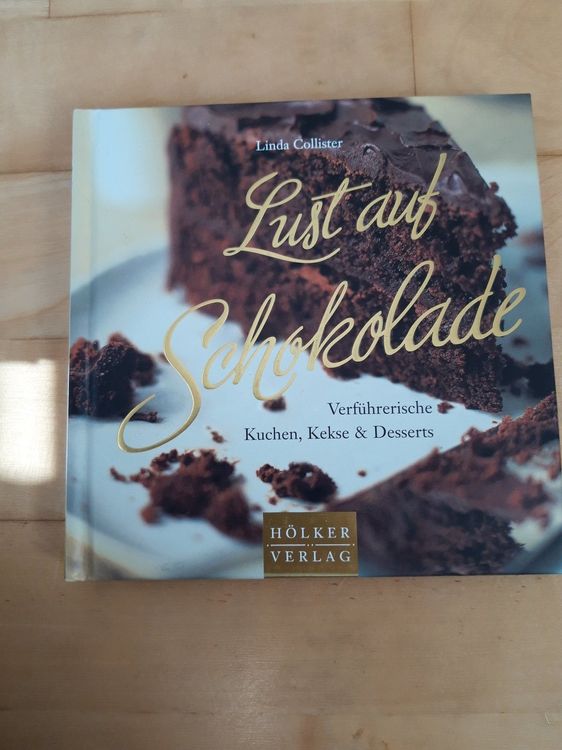 Linda Collister
Lust auf
Schokolade
Verführerische
Kuchen, Kekse & Desserts
HÖLKER
VERLAG